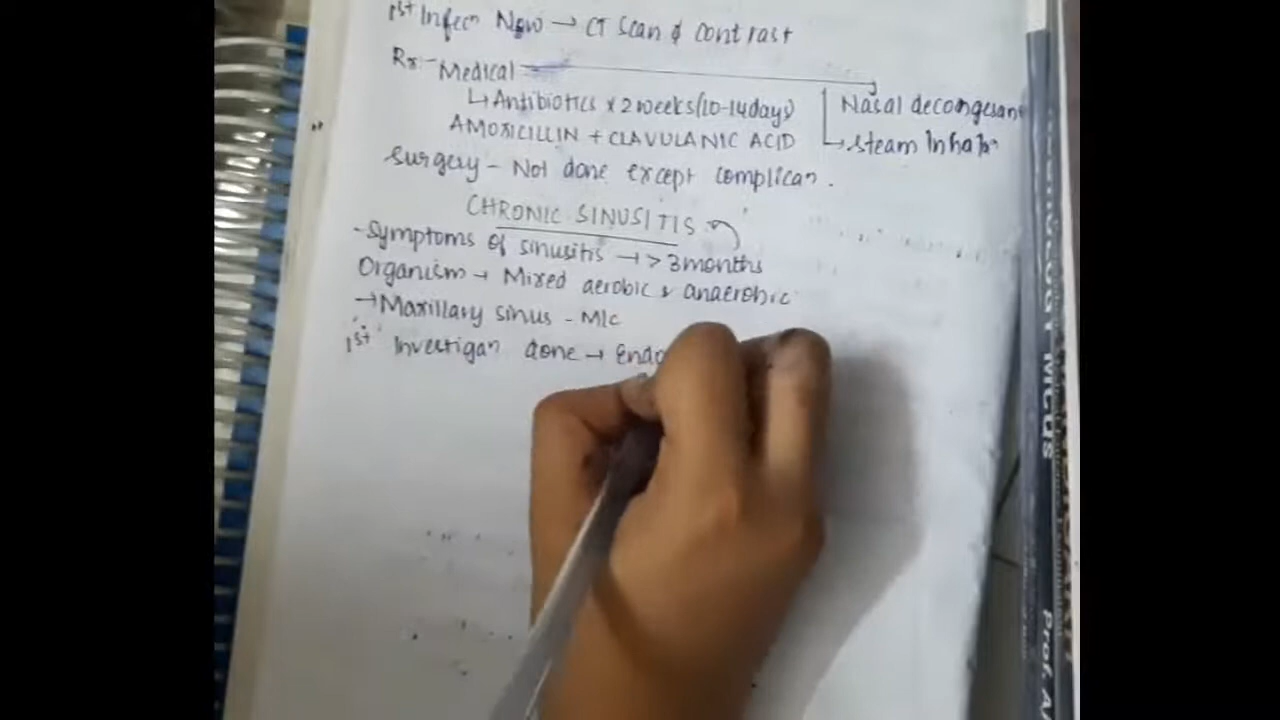 1st Infecn Now → CT Scan & contrast
Rx - Medical
↳ Antibiotics x 2 weeks (10-14 days)
AMOXICILLIN + CLAVULANIC ACID
Nasal decongesant
↳ steam Inhaln
Surgery - Not done except complican.
CHRONIC SINUSITIS
- Symptoms of sinusitis → > 3 months
Organism → Mixed aerobic & anaerobic
→ Maxillary sinus - M/c
1st Investigan done → Endo
Prof. A